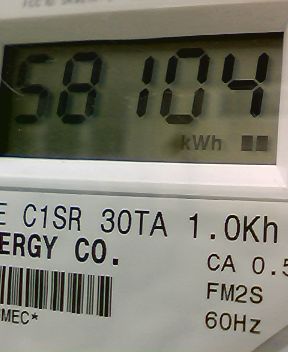 58104
kWh
E C1SR 30TA 1.0Kh
ERGY CO.
CA 0.5
FM2S
MEC*
60Hz